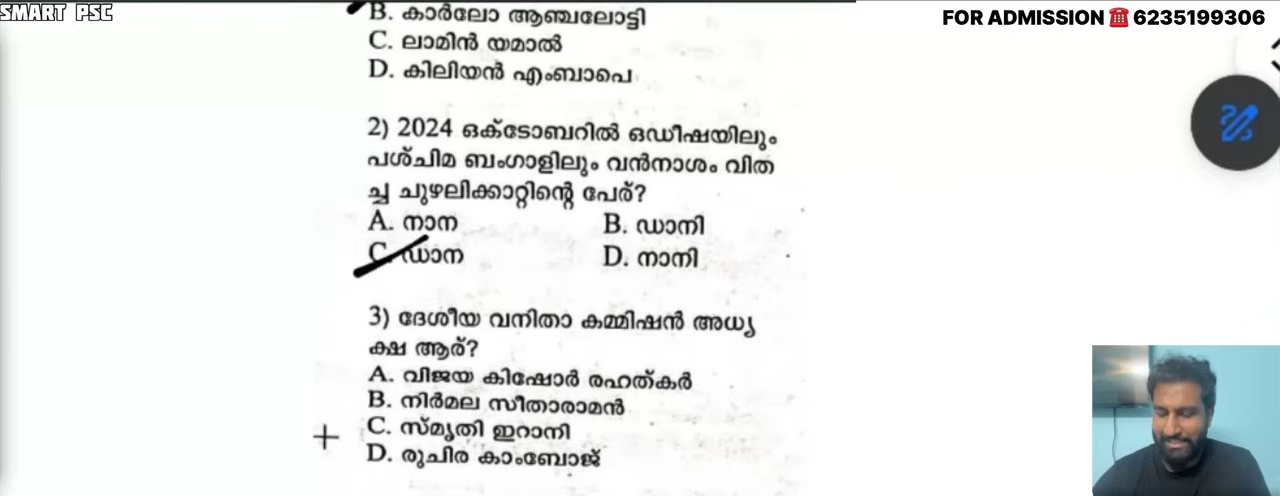 SMART PSC
FOR ADMISSION ☎️ 6235199306
B. കാർലോ ആഞ്ചലോട്ടി
C. ലാമിൻ യമാൽ
D. കിലിയൻ എംബാപെ
2) 2024 ഒക്ടോബറിൽ ഒഡീഷയിലും
പശ്ചിമ ബംഗാളിലും വൻനാശം വിത
ച്ച ചുഴലിക്കാറ്റിന്റെ പേര്?
A. നാന B. ഡാനി
C. ഡാന D. നാനി
3) ദേശീയ വനിതാ കമ്മിഷൻ അധ്യ
ക്ഷ ആര്?
A. വിജയ കിഷോർ രഹത്കർ
B. നിർമല സീതാരാമൻ
C. സ്മൃതി ഇറാനി
D. രുചിര കാംബോജ്